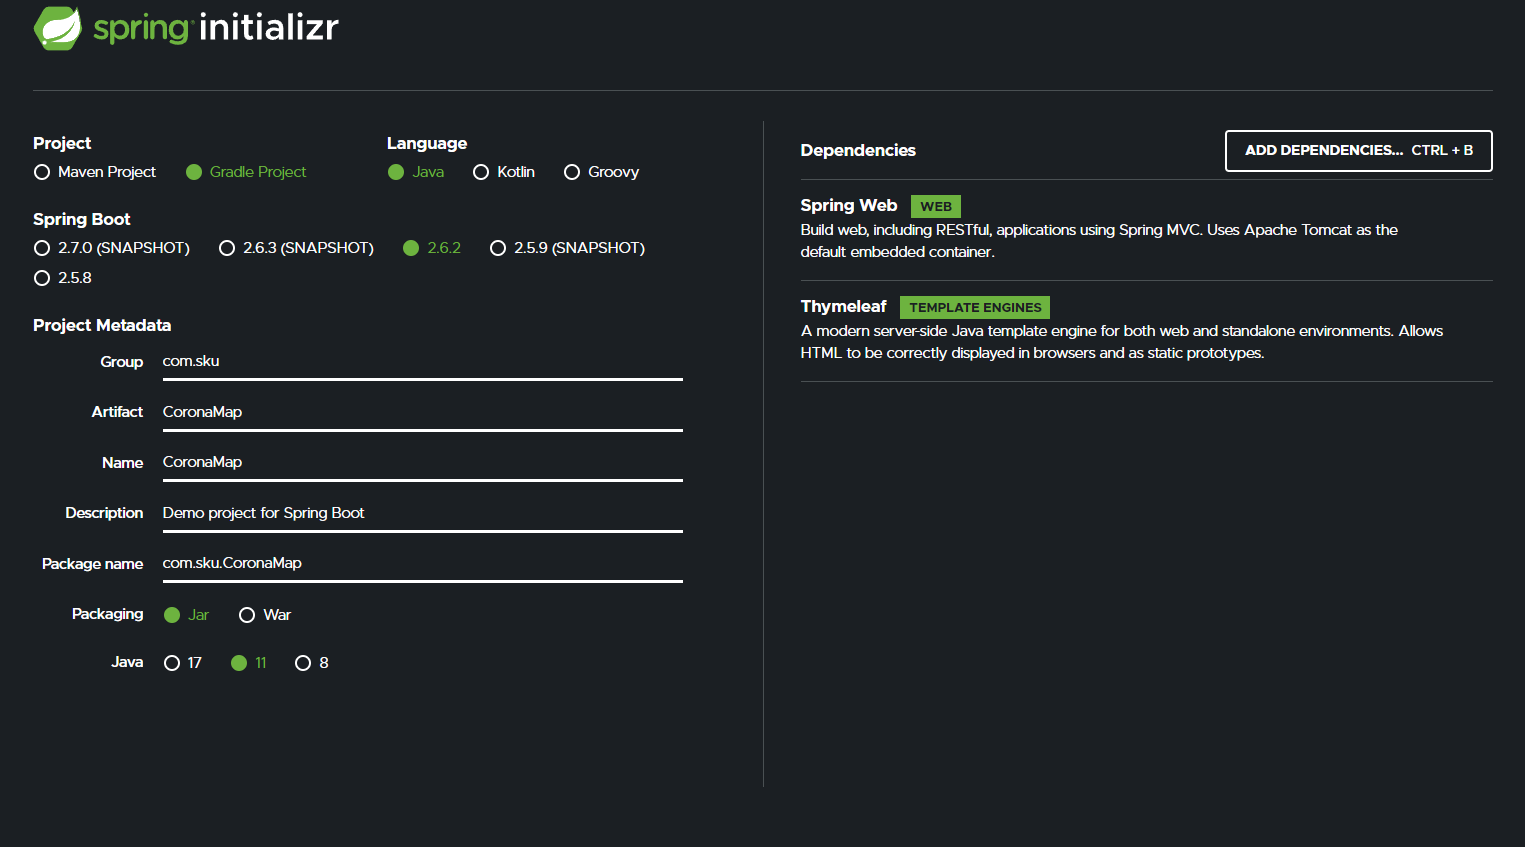 spring initializr
Project
Maven Project Gradle Project
Language
Java Kotlin Groovy
Spring Boot
2.7.0 (SNAPSHOT) 2.6.3 (SNAPSHOT) 2.6.2 2.5.9 (SNAPSHOT)
2.5.8
Project Metadata
Group com.sku
Artifact CoronaMap
Name CoronaMap
Description Demo project for Spring Boot
Package name com.sku.CoronaMap
Packaging Jar War
Java 17 11 8
Dependencies ADD DEPENDENCIES... CTRL + B
Spring Web WEB
Build web, including RESTful, applications using Spring MVC. Uses Apache Tomcat as the
default embedded container.
Thymeleaf TEMPLATE ENGINES
A modern server-side Java template engine for both web and standalone environments. Allows
HTML to be correctly displayed in browsers and as static prototypes.